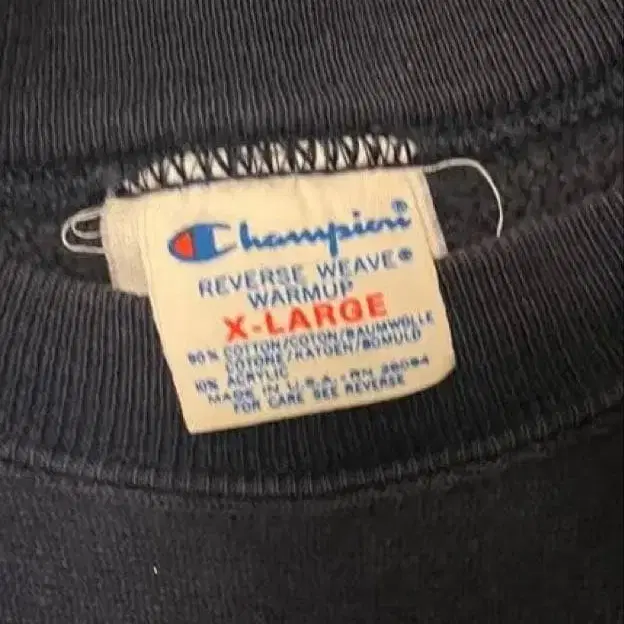 Champion®
REVERSE WEAVE®
WARMUP
X-LARGE
90% COTTON/COTON/BAUMWOLLE
COTONE/KATOEN/BOMULD
10% ACRYLIC
MADE IN U.S.A. - RN 26094
FOR CARE SEE REVERSE